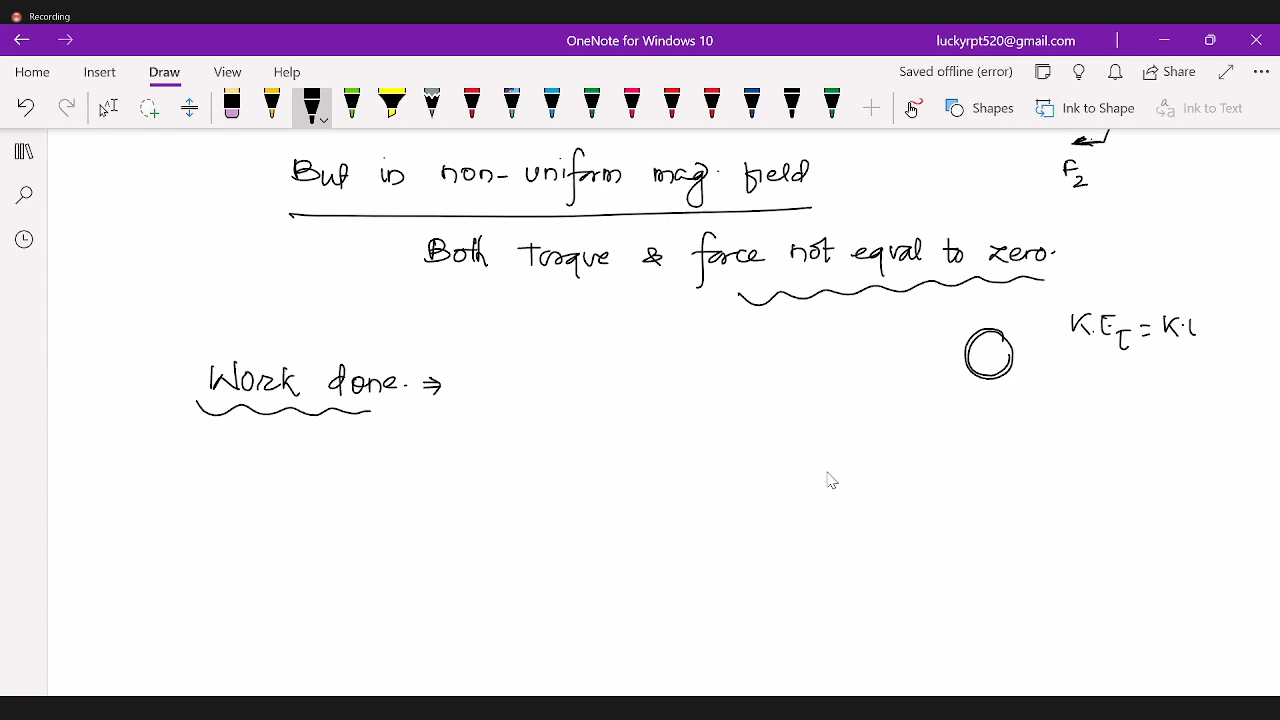 Recording
OneNote for Windows 10
luckyrpt520@gmail.com
Home Insert Draw View Help
Saved offline (error)
Share
Shapes
Ink to Shape
Ink to Text
F2
But in non-uniform mag. field
Both torque & force not equal to zero.
K.Eτ = K.
Work done. ⇒